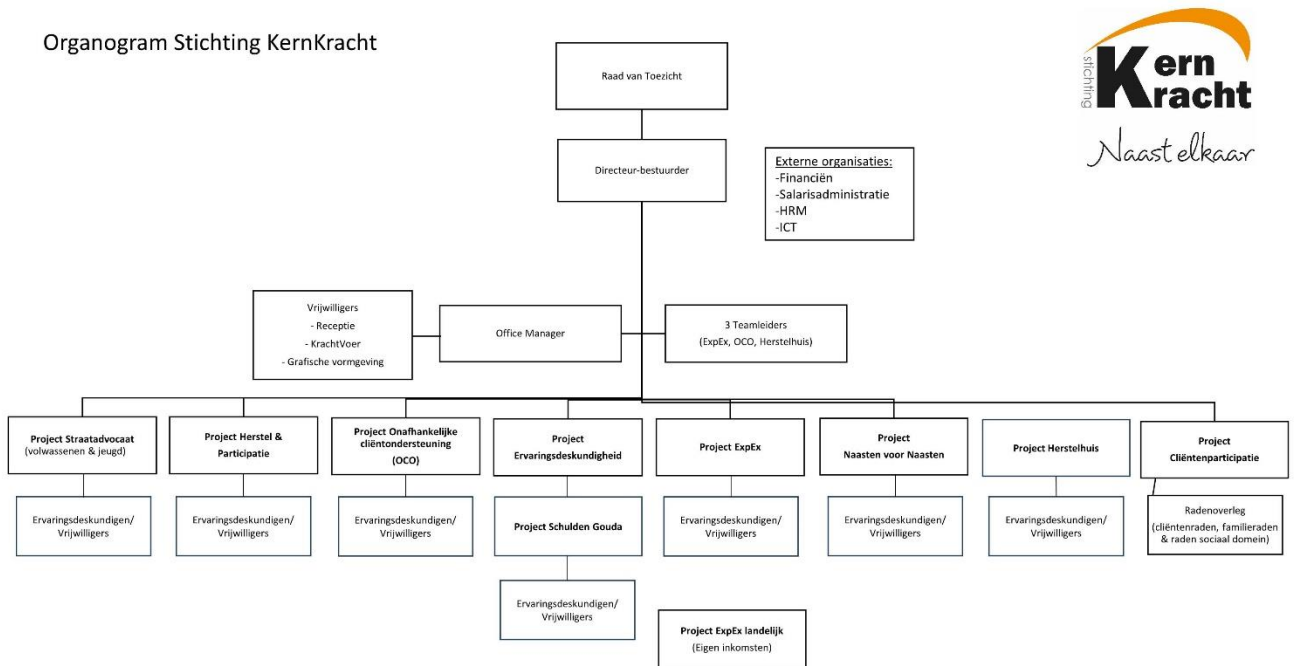 Organogram Stichting KernKracht
stichting
Kern
Kracht
Naast elkaar
Raad van Toezicht
Directeur-bestuurder
Externe organisaties:
-Financiën
-Salarisadministratie
-HRM
-ICT
Vrijwilligers
- Receptie
- KrachtVoer
- Grafische vormgeving
Office Manager
3 Teamleiders
(ExpEx, OCO, Herstelhuis)
Project Straatadvocaat
(volwassenen & jeugd)
Project Herstel &
Participatie
Project Onafhankelijke
cliëntondersteuning
(OCO)
Project
Ervaringsdeskundigheid
Project ExpEx
Project
Naasten voor Naasten
Project Herstelhuis
Project
Cliëntenparticipatie
Ervaringsdeskundigen/
Vrijwilligers
Ervaringsdeskundigen/
Vrijwilligers
Ervaringsdeskundigen/
Vrijwilligers
Project Schulden Gouda
Ervaringsdeskundigen/
Vrijwilligers
Ervaringsdeskundigen/
Vrijwilligers
Ervaringsdeskundigen/
Vrijwilligers
Radenoverleg
(cliëntenraden, familieraden
& raden sociaal domein)
Ervaringsdeskundigen/
Vrijwilligers
Project ExpEx landelijk
(Eigen inkomsten)